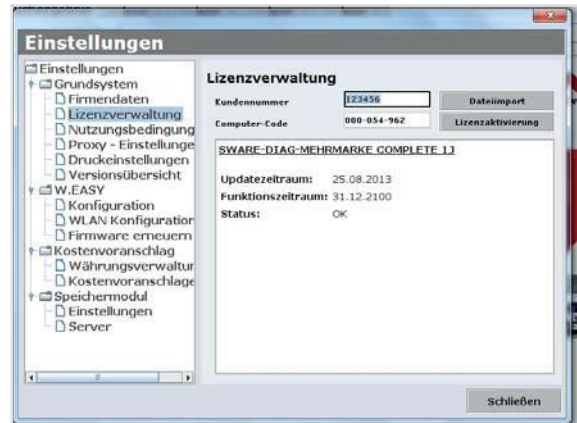 Einstellungen
Einstellungen
Grundsystem
Firmendaten
Lizenzverwaltung
Nutzungsbedingung
Proxy - Einstellunge
Druckeinstellungen
Versionsübersicht
W.EASY
Konfiguration
WLAN Konfiguration
Firmware erneuern
Kostenvoranschlag
Währungsverwaltur
Kostenvoranschlage
Speichermodul
Einstellungen
Server
Lizenzverwaltung
Kundennummer 123456 Dateiimport
Computer-Code 000-054-962 Lizenzaktivierung
SWARE-DIAG-MEHRMARKE COMPLETE 1J
Updatezeitraum: 25.08.2013
Funktionszeitraum: 31.12.2100
Status: OK
Schließen